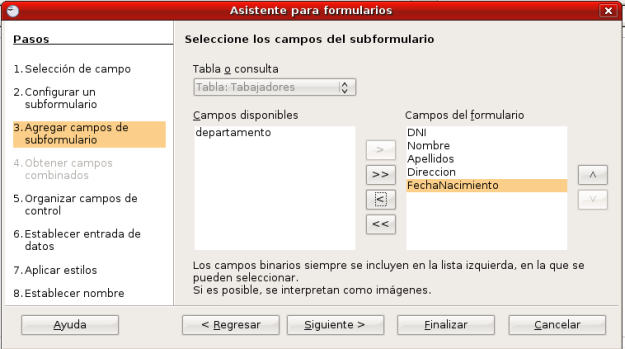 Asistente para formularios
Pasos
1. Selección de campo
2. Configurar un
subformulario
3. Agregar campos de
subformulario
4. Obtener campos
combinados
5. Organizar campos de
control
6. Establecer entrada de
datos
7. Aplicar estilos
8. Establecer nombre
Seleccione los campos del subformulario
Tabla o consulta
Tabla: Tabajadores
Campos disponibles
departamento
>
>>
<
<<
Campos del formulario
DNI
Nombre
Apellidos
Direccion
FechaNacimiento
Los campos binarios siempre se incluyen en la lista izquierda, en la que se
pueden seleccionar.
Si es posible, se interpretan como imágenes.
Ayuda
< Regresar
Siguiente >
Finalizar
Cancelar